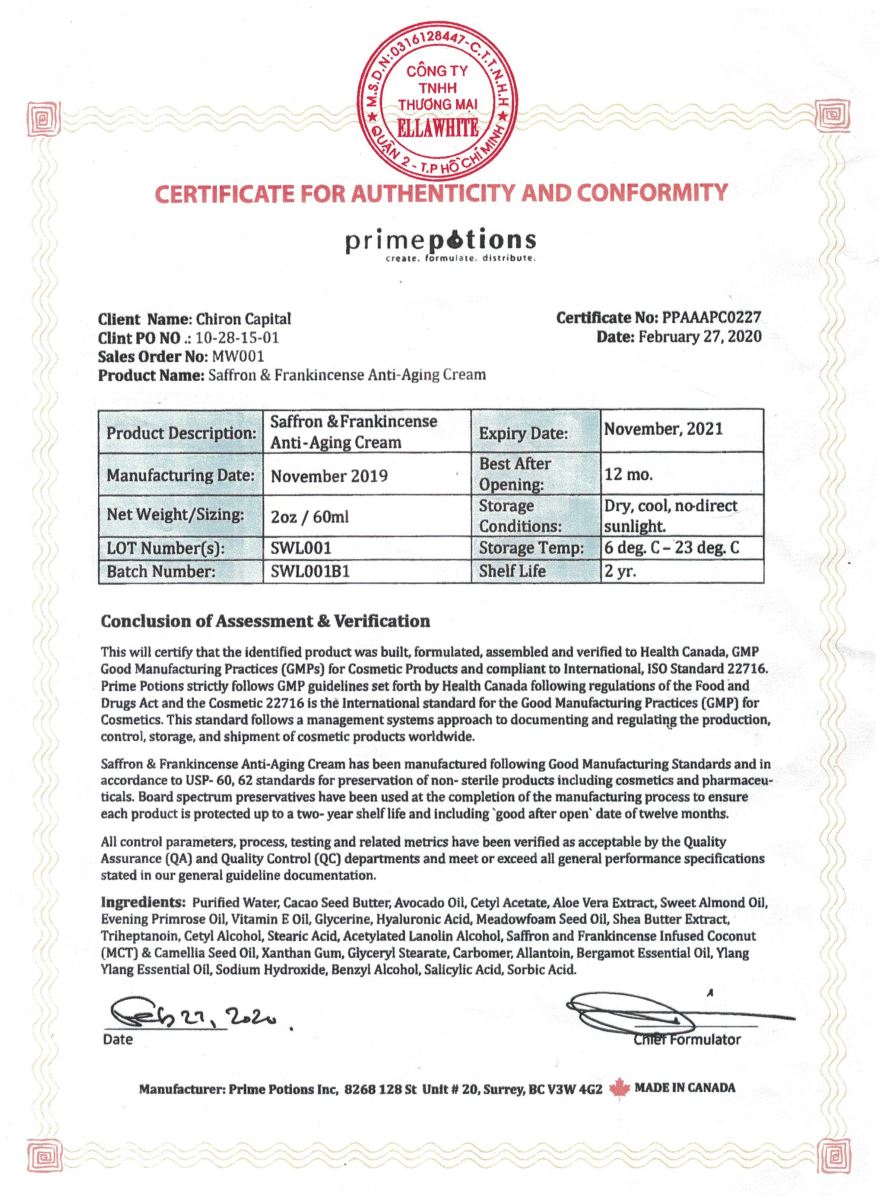 M.S.D.N:0316128447-C.T.T.N.H.H
CÔNG TY
TNHH
THƯƠNG MẠI
ELLAWHITE
QUẬN 2 - T.P HỒ CHÍ MINH
CERTIFICATE FOR AUTHENTICITY AND CONFORMITY
primepotions
create. formulate. distribute.
Client Name: Chiron Capital
Certificate No: PPAAAPC0227
Clint PO NO .: 10-28-15-01
Date: February 27, 2020
Sales Order No: MW001
Product Name: Saffron & Frankincense Anti-Aging Cream
Product Description: Saffron & Frankincense Anti-Aging Cream Expiry Date: November, 2021
Manufacturing Date: November 2019 Best After Opening: 12 mo.
Net Weight/Sizing: 2oz / 60ml Storage Conditions: Dry, cool, no-direct sunlight.
LOT Number(s): SWL001 Storage Temp: 6 deg. C – 23 deg. C
Batch Number: SWL001B1 Shelf Life 2 yr.
Conclusion of Assessment & Verification
This will certify that the identified product was built, formulated, assembled and verified to Health Canada, GMP
Good Manufacturing Practices (GMPs) for Cosmetic Products and compliant to International, ISO Standard 22716.
Prime Potions strictly follows GMP guidelines set forth by Health Canada following regulations of the Food and
Drugs Act and the Cosmetic 22716 is the International standard for the Good Manufacturing Practices (GMP) for
Cosmetics. This standard follows a management systems approach to documenting and regulating the production,
control, storage, and shipment of cosmetic products worldwide.
Saffron & Frankincense Anti-Aging Cream has been manufactured following Good Manufacturing Standards and in
accordance to USP- 60, 62 standards for preservation of non- sterile products including cosmetics and pharmaceu-
ticals. Board spectrum preservatives have been used at the completion of the manufacturing process to ensure
each product is protected up to a two- year shelf life and including `good after open` date of twelve months.
All control parameters, process, testing and related metrics have been verified as acceptable by the Quality
Assurance (QA) and Quality Control (QC) departments and meet or exceed all general performance specifications
stated in our general guideline documentation.
Ingredients: Purified Water, Cacao Seed Butter, Avocado Oil, Cetyl Acetate, Aloe Vera Extract, Sweet Almond Oil,
Evening Primrose Oil, Vitamin E Oil, Glycerine, Hyaluronic Acid, Meadowfoam Seed Oil, Shea Butter Extract,
Triheptanoin, Cetyl Alcohol, Stearic Acid, Acetylated Lanolin Alcohol, Saffron and Frankincense Infused Coconut
(MCT) & Camellia Seed Oil, Xanthan Gum, Glyceryl Stearate, Carbomer, Allantoin, Bergamot Essential Oil, Ylang
Ylang Essential Oil, Sodium Hydroxide, Benzyl Alcohol, Salicylic Acid, Sorbic Acid.
Feb 27, 2020.
Date
Chief Formulator
Manufacturer: Prime Potions Inc, 8268 128 St Unit # 20, Surrey, BC V3W 4G2 MADE IN CANADA